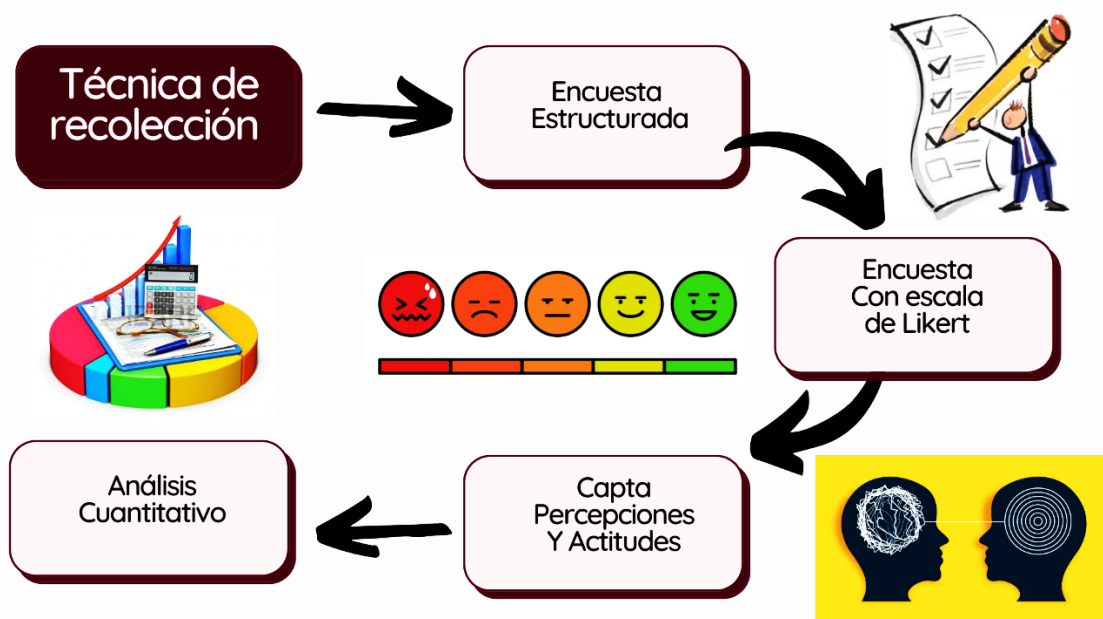 Técnica de
recolección
Encuesta
Estructurada
Encuesta
Con escala
de Likert
Capta
Percepciones
Y Actitudes
Análisis
Cuantitativo